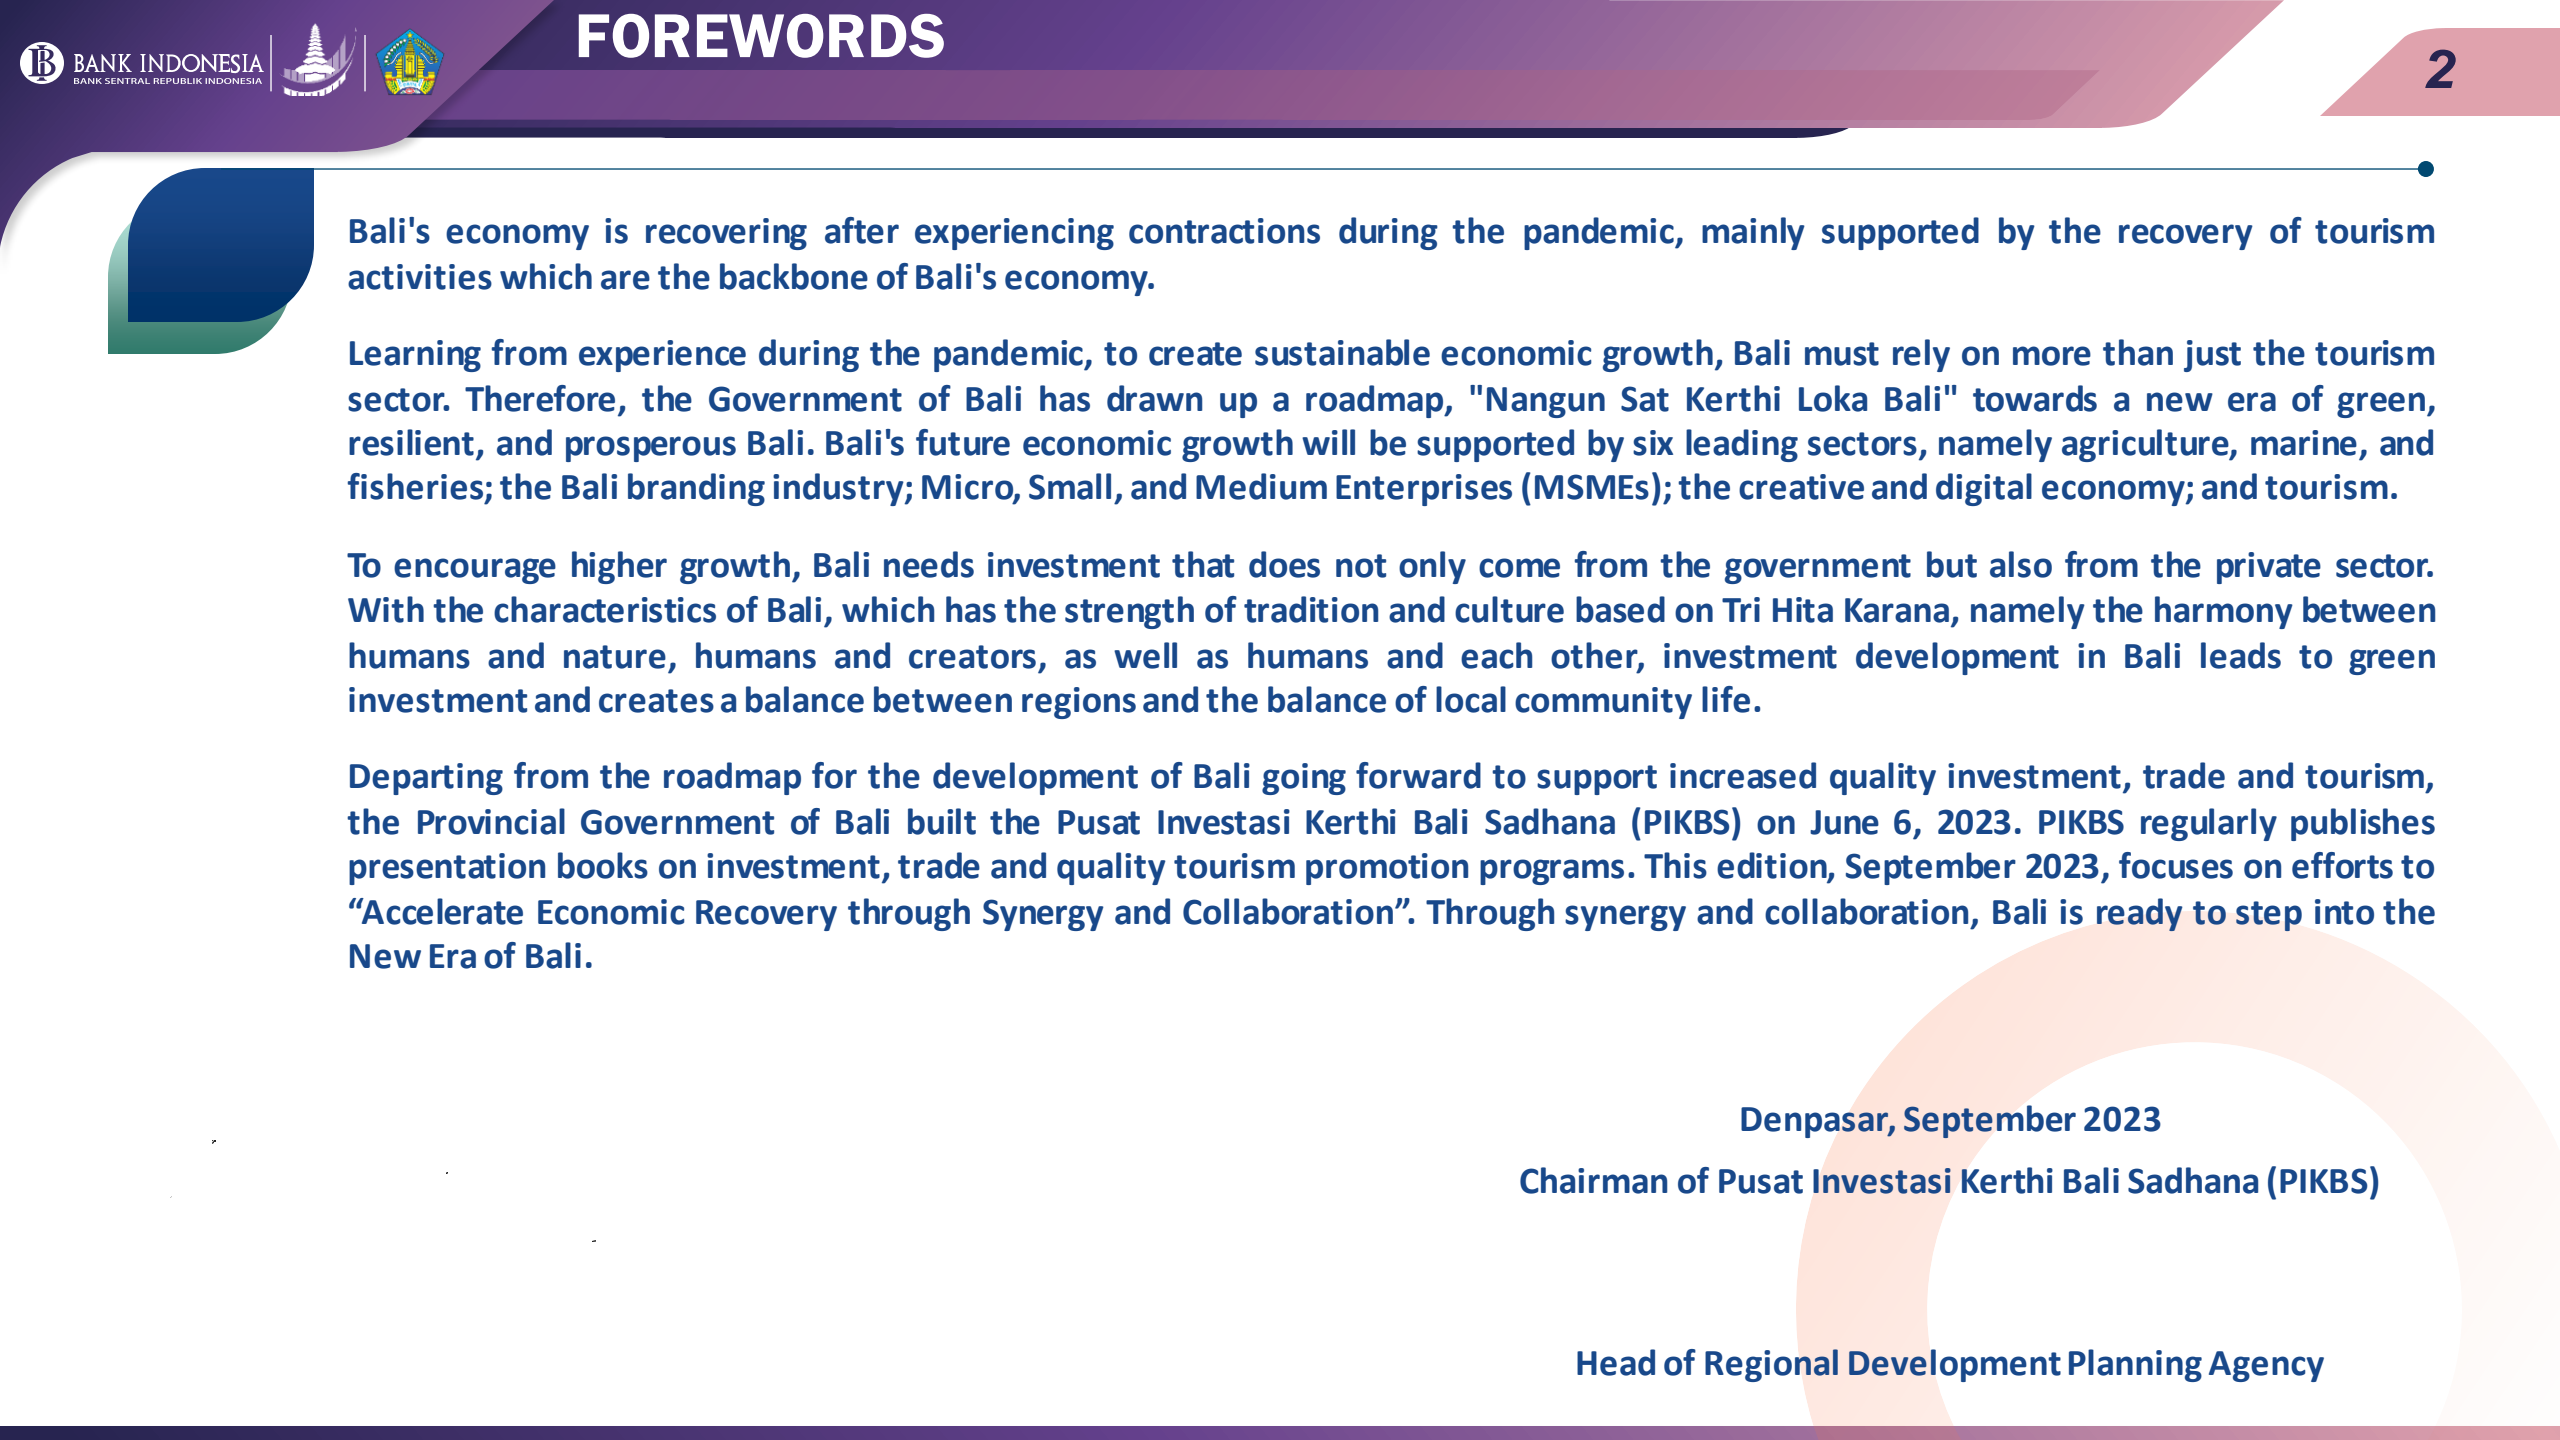 FOREWORDS
2
BANK INDONESIA
BANK SENTRAL REPUBLIK INDONESIA
Bali's economy is recovering after experiencing contractions during the pandemic, mainly supported by the recovery of tourism
activities which are the backbone of Bali's economy.
Learning from experience during the pandemic, to create sustainable economic growth, Bali must rely on more than just the tourism
sector. Therefore, the Government of Bali has drawn up a roadmap, "Nangun Sat Kerthi Loka Bali" towards a new era of green,
resilient, and prosperous Bali. Bali's future economic growth will be supported by six leading sectors, namely agriculture, marine, and
fisheries; the Bali branding industry; Micro, Small, and Medium Enterprises (MSMEs); the creative and digital economy; and tourism.
To encourage higher growth, Bali needs investment that does not only come from the government but also from the private sector.
With the characteristics of Bali, which has the strength of tradition and culture based on Tri Hita Karana, namely the harmony between
humans and nature, humans and creators, as well as humans and each other, investment development in Bali leads to green
investment and creates a balance between regions and the balance of local community life.
Departing from the roadmap for the development of Bali going forward to support increased quality investment, trade and tourism,
the Provincial Government of Bali built the Pusat Investasi Kerthi Bali Sadhana (PIKBS) on June 6, 2023. PIKBS regularly publishes
presentation books on investment, trade and quality tourism promotion programs. This edition, September 2023, focuses on efforts to
“Accelerate Economic Recovery through Synergy and Collaboration”. Through synergy and collaboration, Bali is ready to step into the
New Era of Bali.
Denpasar, September 2023
Chairman of Pusat Investasi Kerthi Bali Sadhana (PIKBS)
Head of Regional Development Planning Agency